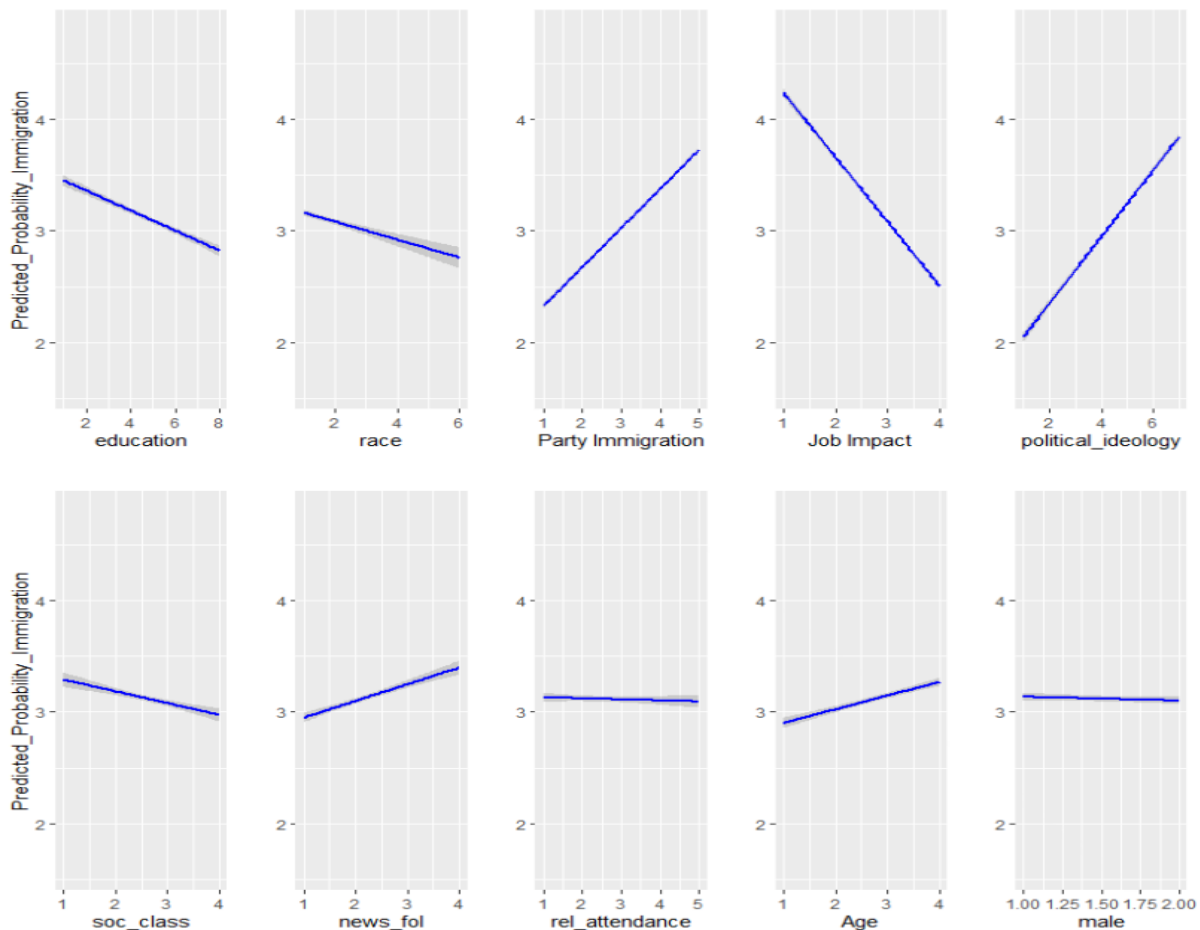 Predicted_Probability_Immigration
4
3
2
2 4 6 8
education
4
3
2
2 4 6
race
4
3
2
1 2 3 4 5
Party Immigration
4
3
2
1 2 3 4
Job Impact
4
3
2
2 4 6
political_ideology
Predicted_Probability_Immigration
4
3
2
1 2 3 4
soc_class
4
3
2
1 2 3 4
news_fol
4
3
2
1 2 3 4 5
rel_attendance
4
3
2
1 2 3 4
Age
4
3
2
1.00 1.25 1.50 1.75 2.00
male